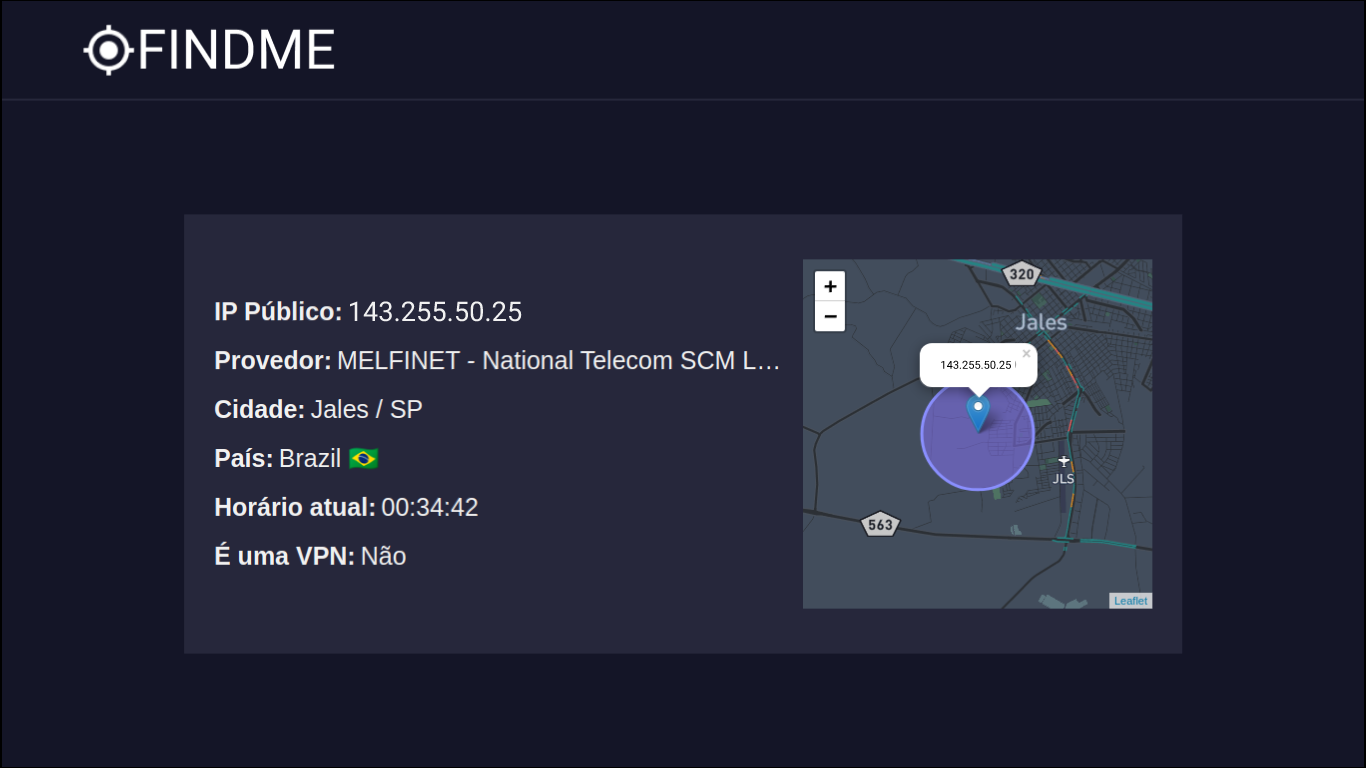 FINDME
IP Público: 143.255.50.25
Provedor: MELFINET - National Telecom SCM L…
Cidade: Jales / SP
País: Brazil
Horário atual: 00:34:42
É uma VPN: Não
+
−
320
Jales
143.255.50.25
×
JLS
563
Leaflet